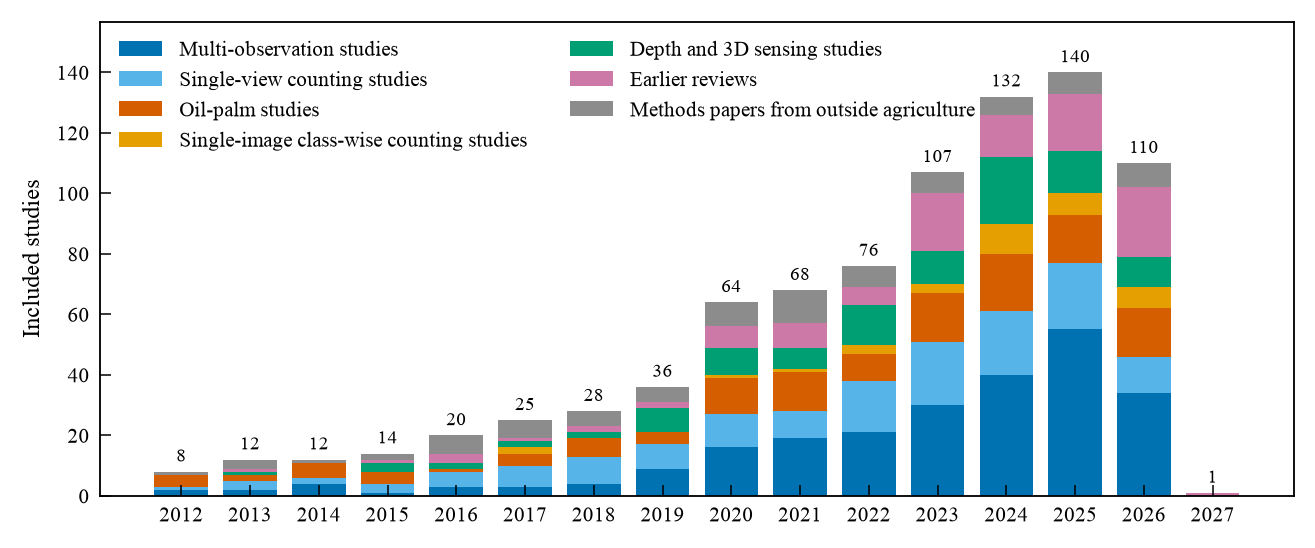 Multi-observation studies
Single-view counting studies
Oil-palm studies
Single-image class-wise counting studies
Depth and 3D sensing studies
Earlier reviews
Methods papers from outside agriculture
Included studies
140
120
100
80
60
40
20
0
8
12
12
14
20
25
28
36
64
68
76
107
132
140
110
1
2012 2013 2014 2015 2016 2017 2018 2019 2020 2021 2022 2023 2024 2025 2026 2027